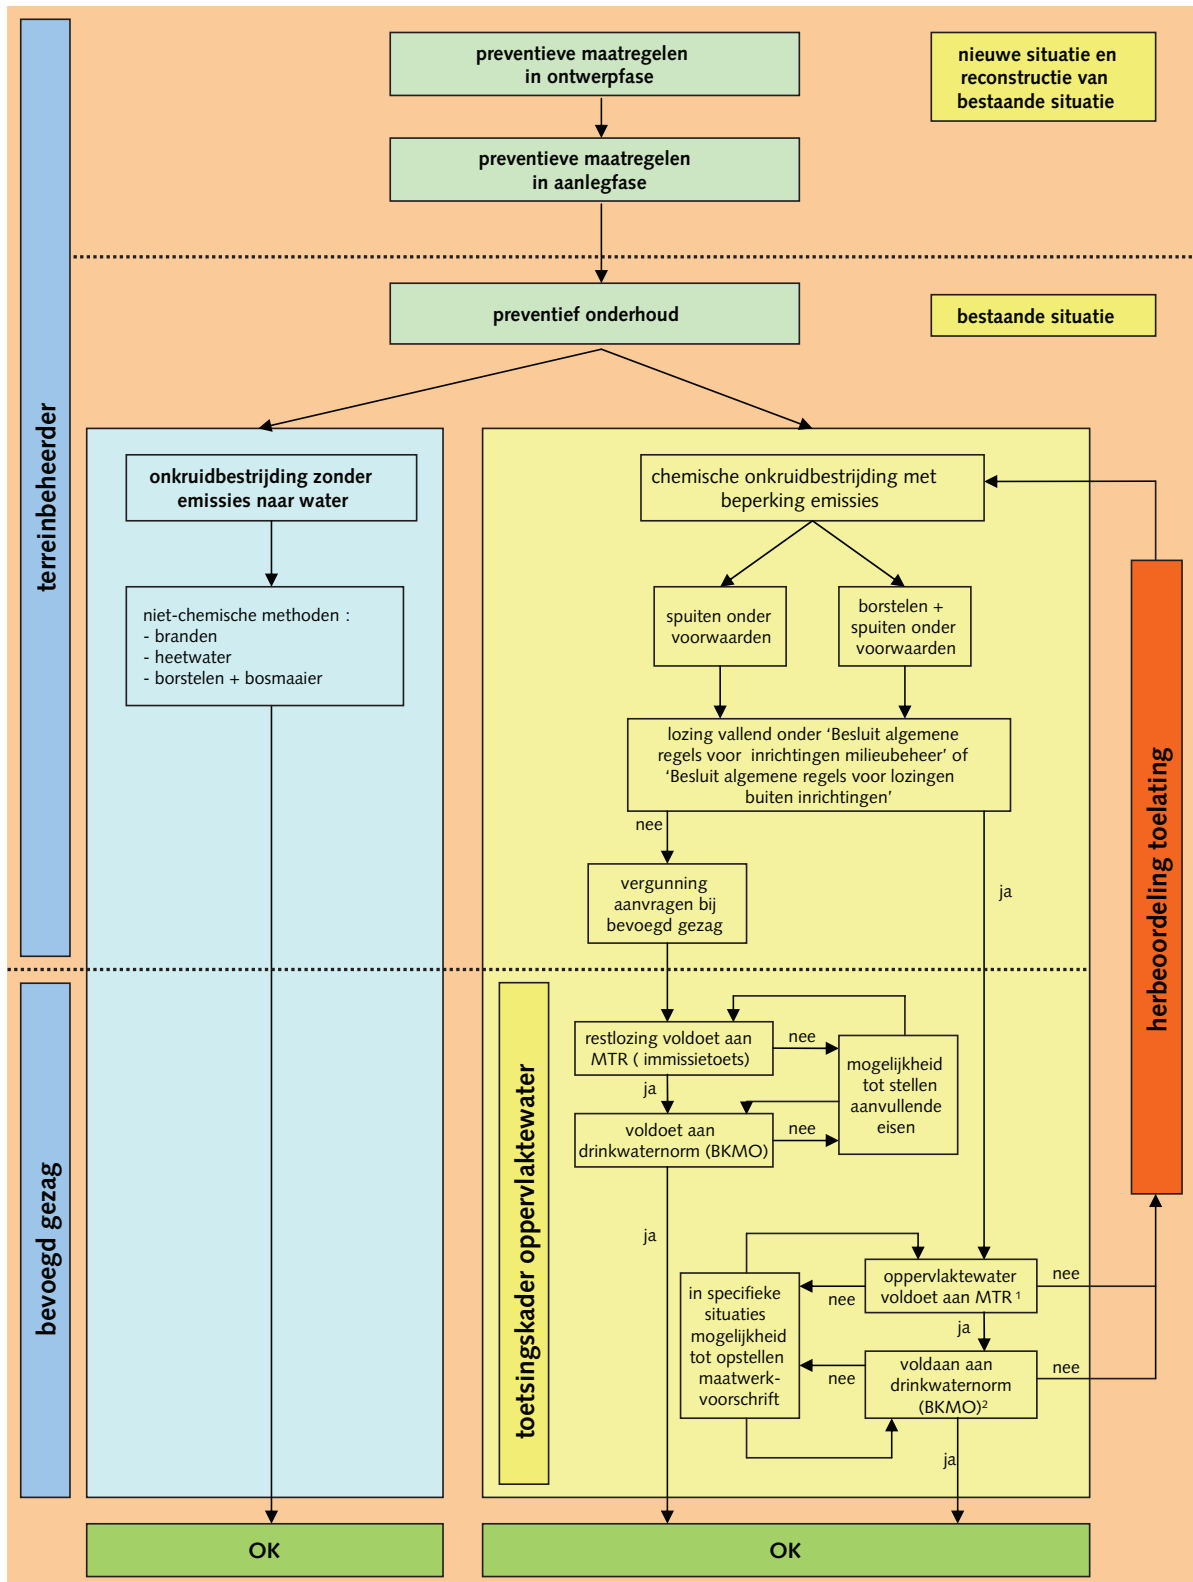 preventieve maatregelen
in ontwerpfase
nieuwe situatie en
reconstructie van
bestaande situatie
preventieve maatregelen
in aanlegfase
preventief onderhoud
bestaande situatie
terreinbeheerder
onkruidbestrijding zonder
emissies naar water
niet-chemische methoden :
- branden
- heetwater
- borstelen + bosmaaier
chemische onkruidbestrijding met
beperking emissies
spuiten onder
voorwaarden
borstelen +
spuiten onder
voorwaarden
lozing vallend onder ‘Besluit algemene
regels voor inrichtingen milieubeheer’ of
‘Besluit algemene regels voor lozingen
buiten inrichtingen’
nee
ja
vergunning
aanvragen bij
bevoegd gezag
herbeoordeling toelating
bevoegd gezag
toetsingskader oppervlaktewater
restlozing voldoet aan
MTR ( immissietoets)
nee
ja
mogelijkheid
tot stellen
aanvullende
eisen
voldoet aan
drinkwaternorm (BKMO)
nee
ja
oppervlaktewater
voldoet aan MTR ¹
nee
nee
ja
in specifieke
situaties
mogelijkheid
tot opstellen
maatwerk-
voorschrift
voldaan aan
drinkwaternorm
(BKMO)²
nee
nee
ja
OK
OK